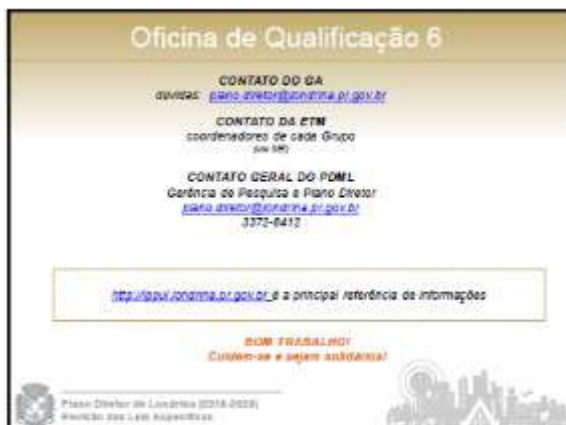 Oficina de Qualificação 6
CONTATO DO GA
dúvidas: plano.diretor@londrina.pr.gov.br
CONTATO DA ETM
coordenadores de cada Grupo
CONTATO GERAL DO PDML
Gerência de Pesquisa e Plano Diretor
plano.diretor@londrina.pr.gov.br
3372-8412
http://ippul.londrina.pr.gov.br é a principal referência de informações
BOM TRABALHO!
Cuidem-se e sejam solidários!
Plano Diretor de Londrina (2018-2028)
Revisão das Leis Específicas